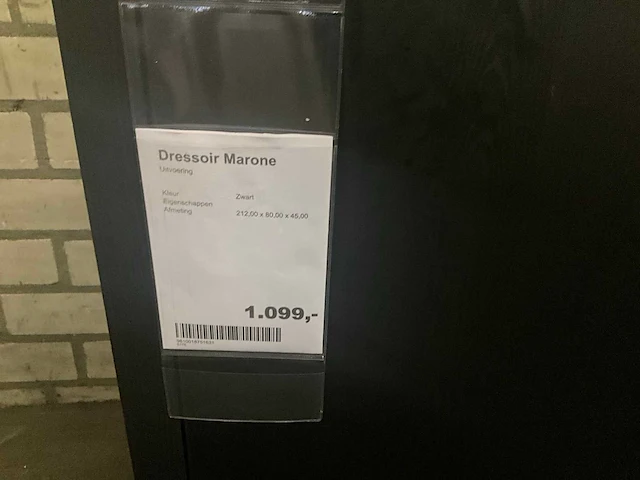 Dressoir Marone
Uitvoering
Kleur Zwart
Eigenschappen
Afmeting 212,00 x 80,00 x 45,00
1.099,-